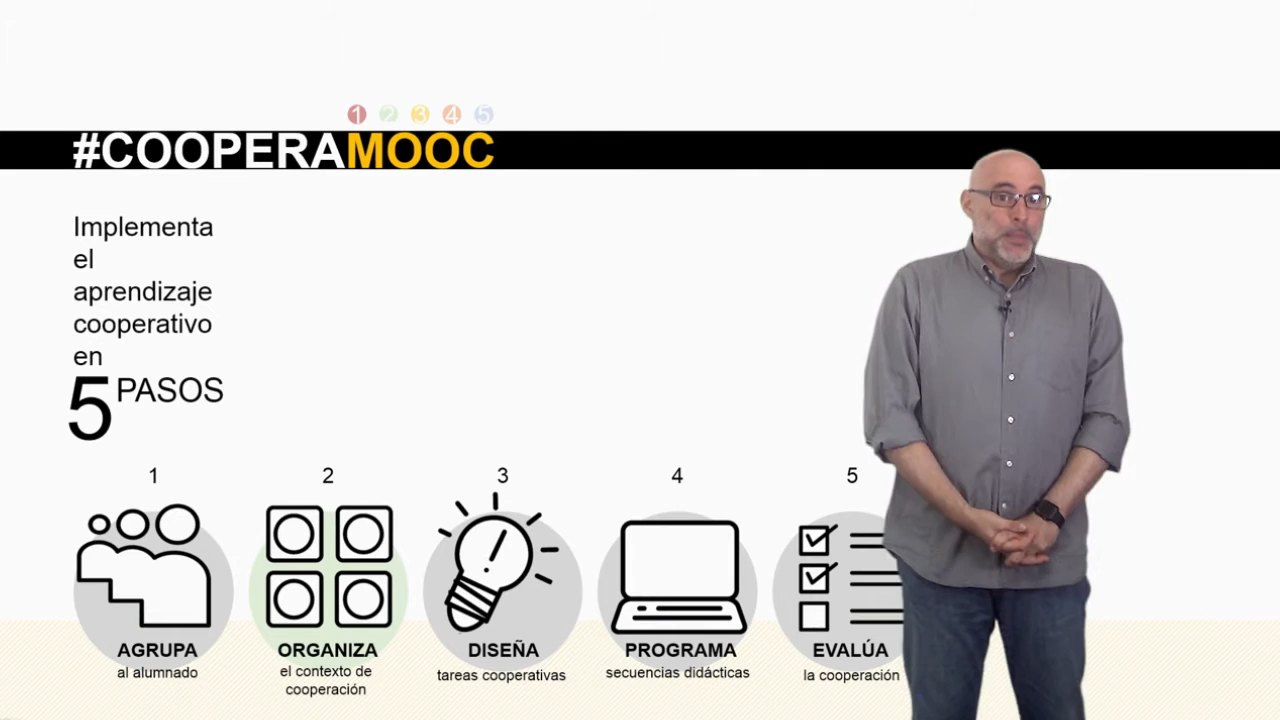 1 2 3 4 5
#COOPERAMOOC
Implementa
el
aprendizaje
cooperativo
en
5 PASOS
1 2 3 4 5
AGRUPA
al alumnado
ORGANIZA
el contexto de
cooperación
DISEÑA
tareas cooperativas
PROGRAMA
secuencias didácticas
EVALÚA
la cooperación